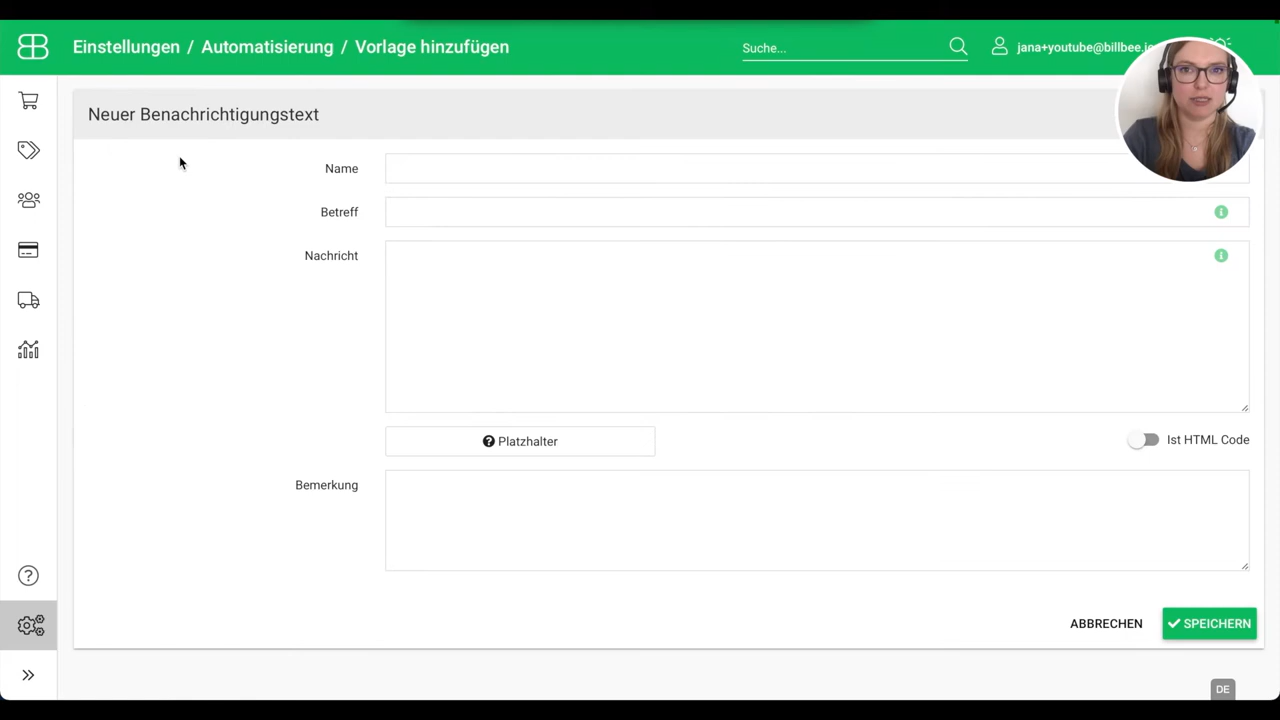 Einstellungen / Automatisierung / Vorlage hinzufügen
Suche...
Neuer Benachrichtigungstext
Name
Betreff
Nachricht
Platzhalter
Ist HTML Code
Bemerkung
ABBRECHEN
SPEICHERN
DE